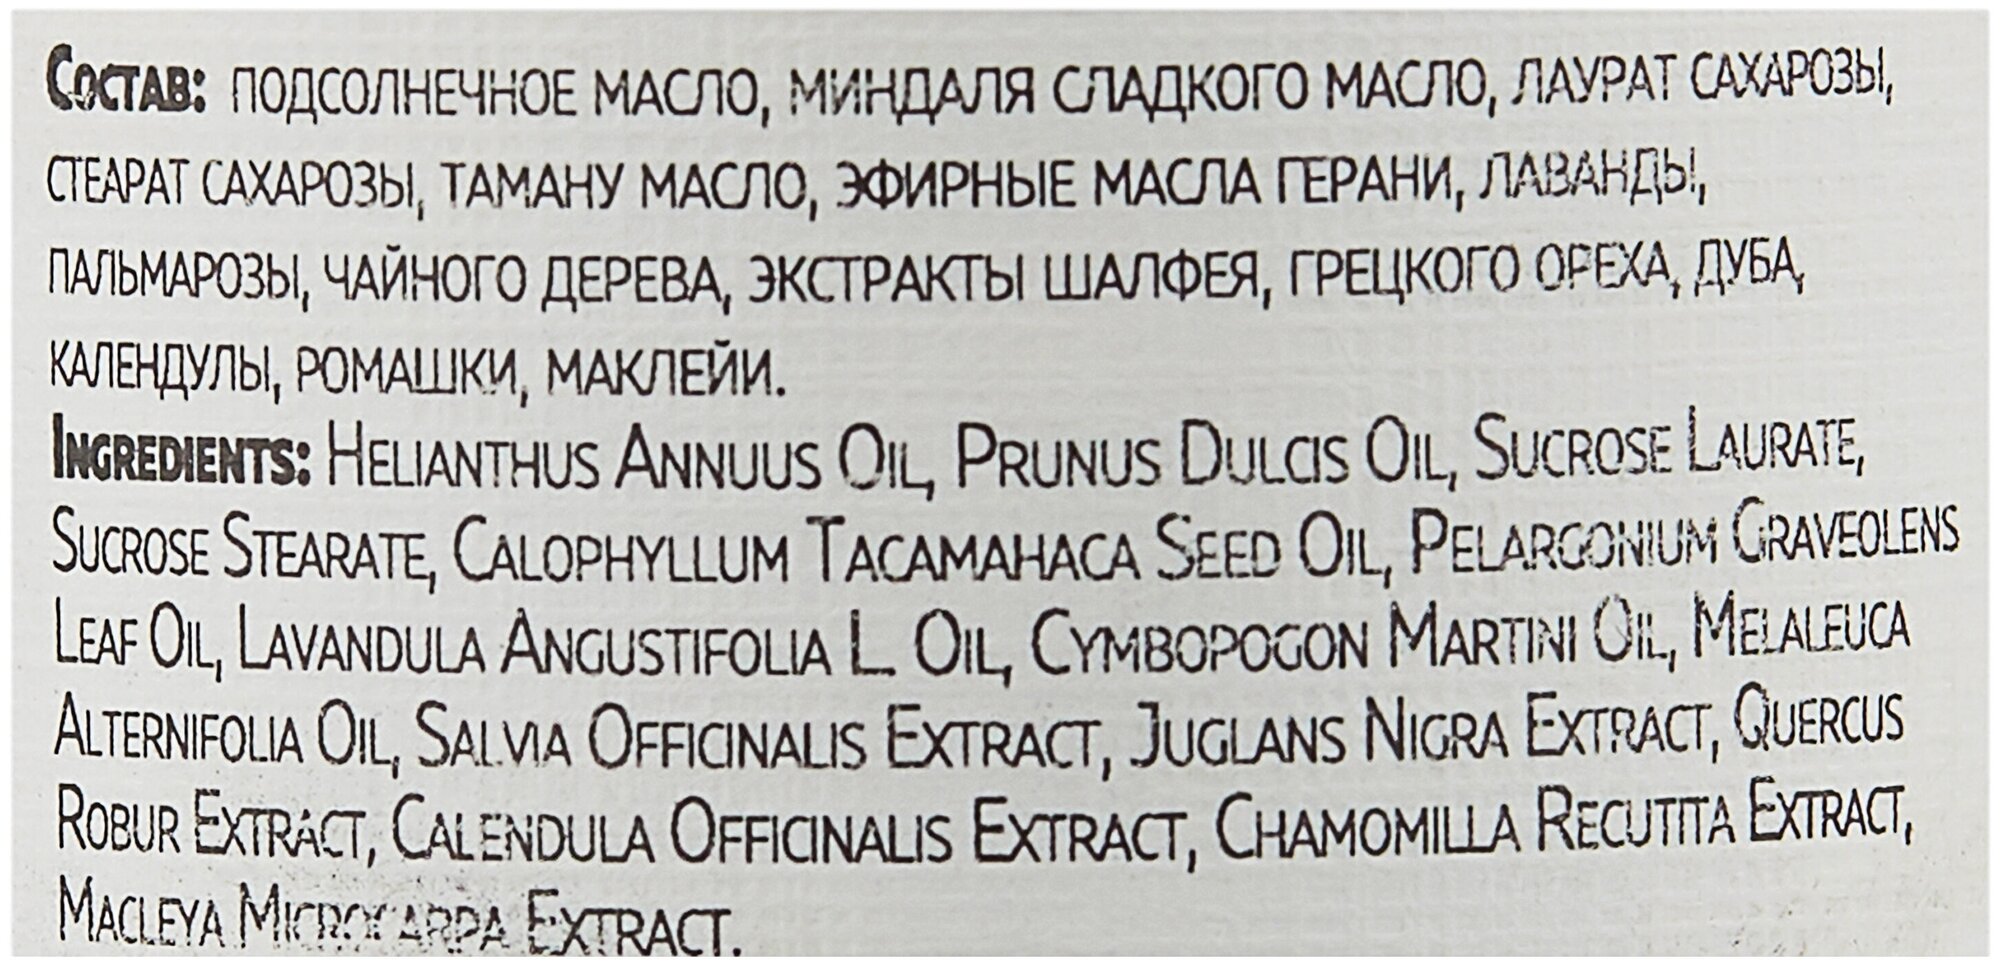 Состав: подсолнечное масло, миндаля сладкого масло, лаурат сахарозы,
стеарат сахарозы, таману масло, эфирные масла герани, лаванды,
пальмарозы, чайного дерева, экстракты шалфея, грецкого ореха, дуба,
календулы, ромашки, маклейи.
Ingredients: Helianthus Annuus Oil, Prunus Dulcis Oil, Sucrose Laurate,
Sucrose Stearate, Calophyllum Tacamahaca Seed Oil, Pelargonium Graveolens
Leaf Oil, Lavandula Angustifolia L. Oil, Cymbopogon Martini Oil, Melaleuca
Alternifolia Oil, Salvia Officinalis Extract, Juglans Nigra Extract, Quercus
Robur Extract, Calendula Officinalis Extract, Chamomilla Recutita Extract,
Macleya Microcarpa Extract.